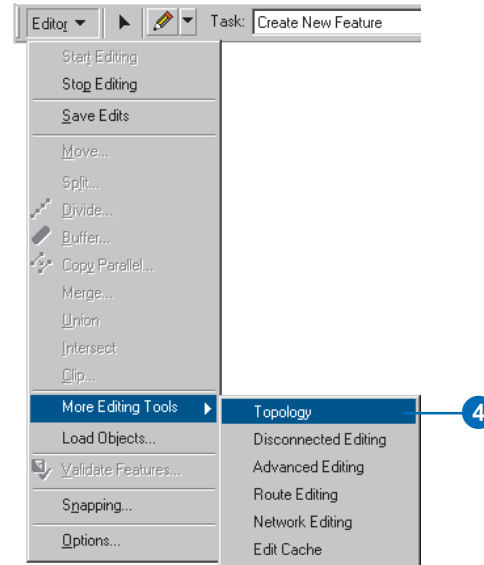 Editor Task: Create New Feature
Start Editing
Stop Editing
Save Edits
Move...
Split...
Divide...
Buffer...
Copy Parallel...
Merge...
Union
Intersect
Clip...
More Editing Tools
Load Objects...
Validate Features...
Snapping...
Options...
Topology 4
Disconnected Editing
Advanced Editing
Route Editing
Network Editing
Edit Cache